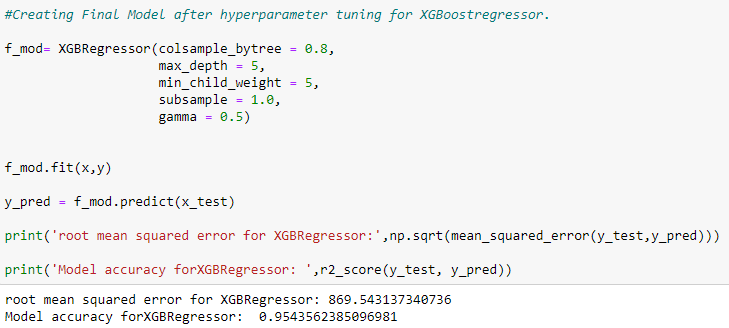 #Creating Final Model after hyperparameter tuning for XGBoostregressor.
f_mod= XGBRegressor(colsample_bytree = 0.8,
max_depth = 5,
min_child_weight = 5,
subsample = 1.0,
gamma = 0.5)
f_mod.fit(x,y)
y_pred = f_mod.predict(x_test)
print('root mean squared error for XGBRegressor:',np.sqrt(mean_squared_error(y_test,y_pred)))
print('Model accuracy forXGBRegressor: ',r2_score(y_test, y_pred))
root mean squared error for XGBRegressor: 869.543137340736
Model accuracy forXGBRegressor:  0.9543562385096981